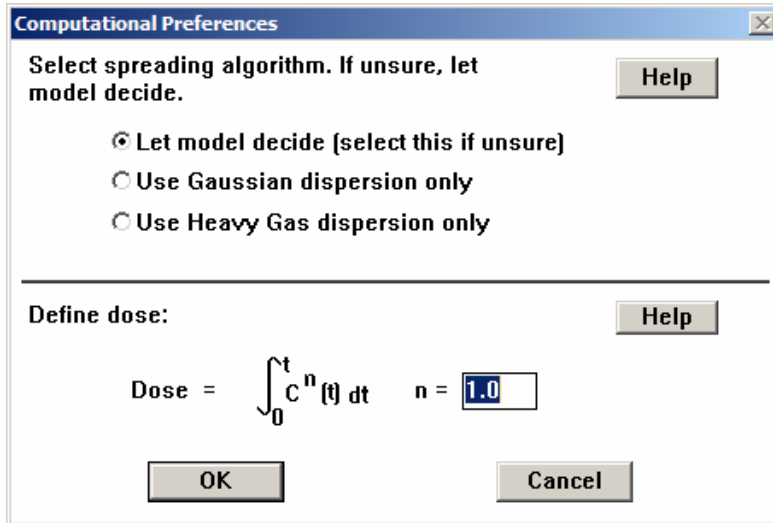 Computational Preferences
Select spreading algorithm. If unsure, let
model decide.
Help
Let model decide (select this if unsure)
Use Gaussian dispersion only
Use Heavy Gas dispersion only
Define dose:
Help
Dose = ∫₀ᵗ Cⁿ (t) dt n = 1.0
OK
Cancel